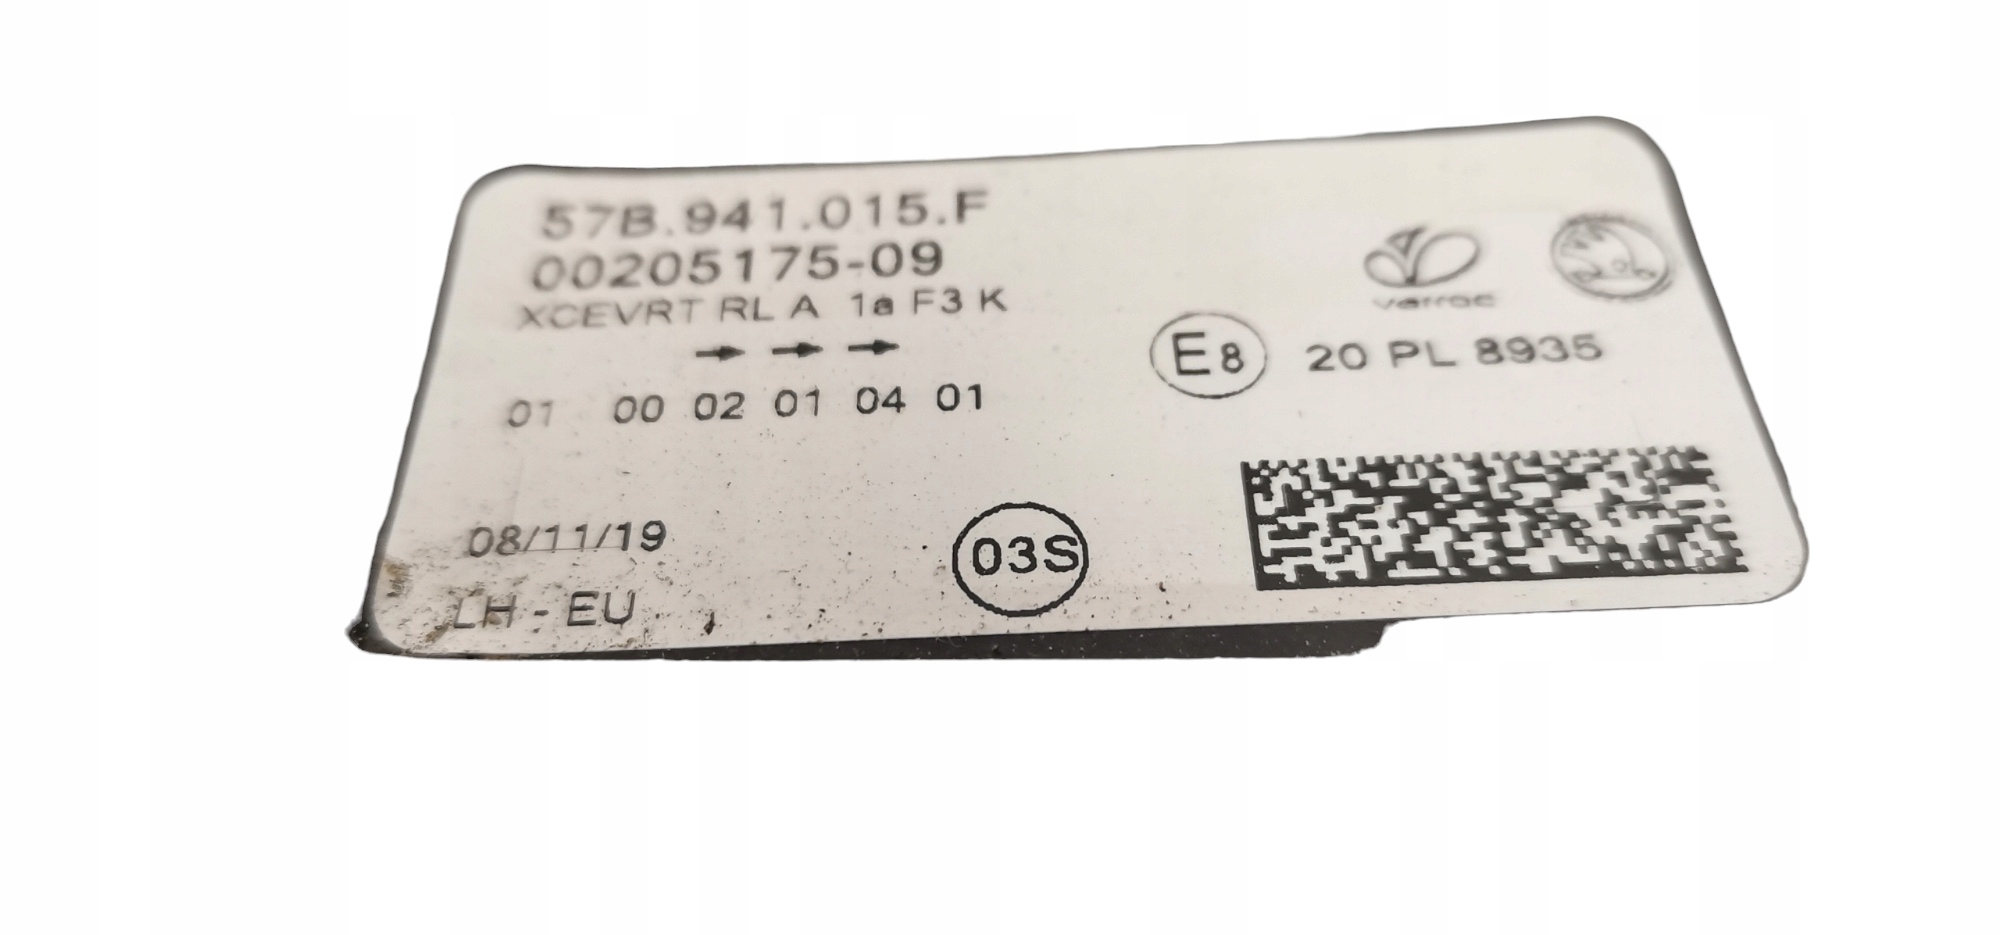 57B.941.015.F
00205175-09
XCEVRT RL A 1a F3 K
→ → →
01 00 02 01 04 01
08/11/19
LH - EU
03S
varroc
E8 20 PL 8935